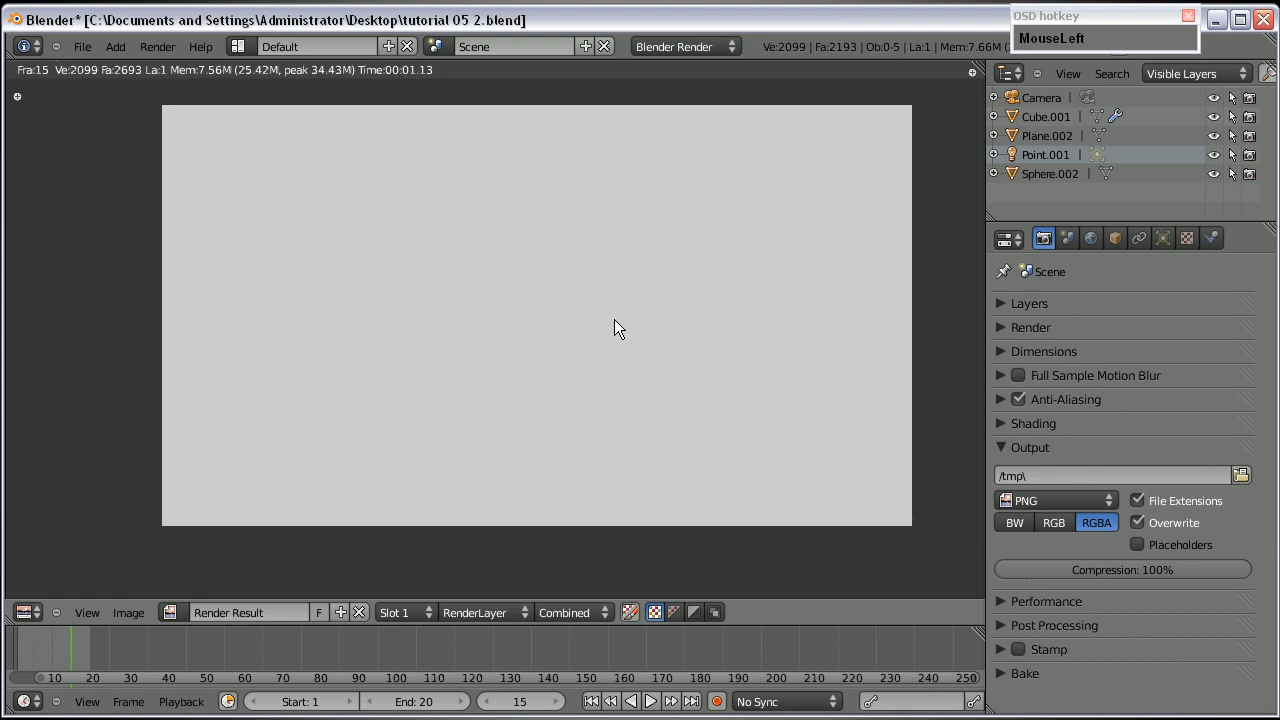 Blender* [C:\Documents and Settings\Administrator\Desktop\tutorial 05 2.blend]
OSD hotkey
MouseLeft
File Add Render Help Default Scene Blender Render Ve:2099 | Fa:2193 | Ob:0-5 | La:1 | Mem:7.66M
Fra:15 Ve:2099 Fa:2693 La:1 Mem:7.56M (25.42M, peak 34.43M) Time:00:01.13
View Search Visible Layers
Camera
Cube.001
Plane.002
Point.001
Sphere.002
Scene
Layers
Render
Dimensions
Full Sample Motion Blur
Anti-Aliasing
Shading
Output
/tmp\
PNG File Extensions
BW RGB RGBA Overwrite
Placeholders
Compression: 100%
Performance
Post Processing
Stamp
Bake
View Image Render Result F Slot 1 RenderLayer Combined
10 20 30 40 50 60 70 80 90 100 110 120 130 140 150 160 170 180 190 200 210 220 230 240 250
View Frame Playback Start: 1 End: 20 15 No Sync